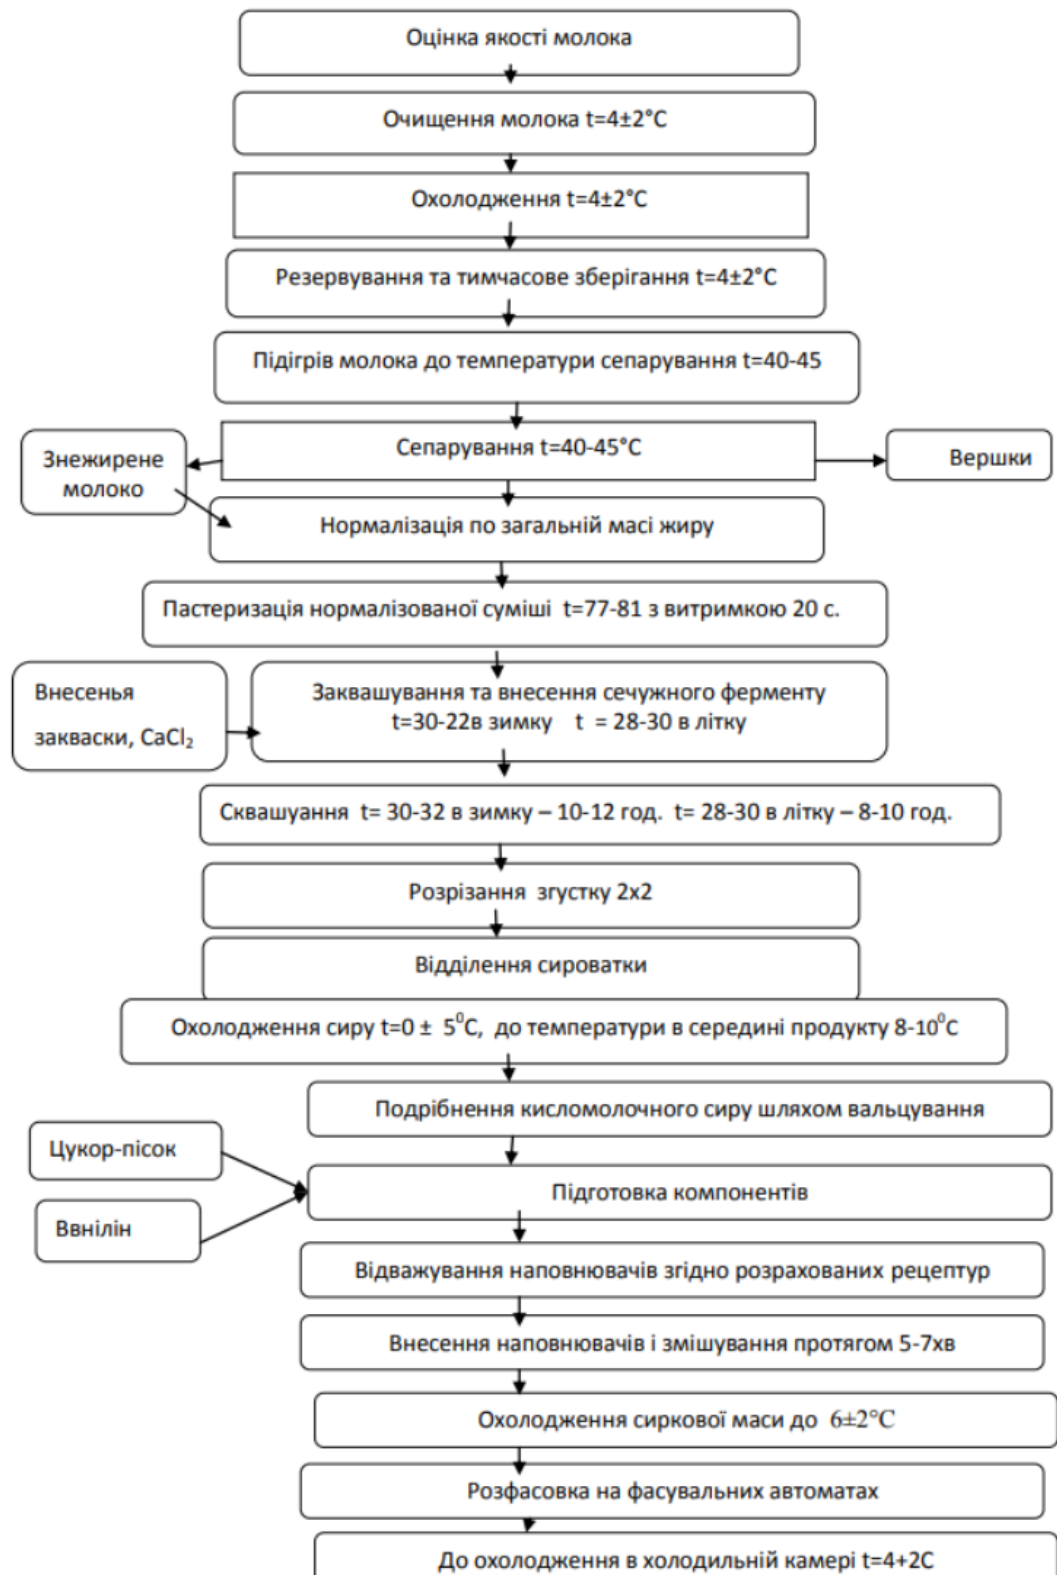 Оцінка якості молока
Очищення молока t=4±2°С
Охолодження t=4±2°С
Резервування та тимчасове зберігання t=4±2°С
Підігрів молока до температури сепарування t=40-45
Сепарування t=40-45°С
Знежирене
молоко
Вершки
Нормалізація по загальній масі жиру
Пастеризація нормалізованої суміші t=77-81 з витримкою 20 с.
Внесенья
закваски, CaCl₂
Заквашування та внесення сечужного ферменту
t=30-22в зимку t = 28-30 в літку
Сквашуання t= 30-32 в зимку – 10-12 год. t= 28-30 в літку – 8-10 год.
Розрізання згустку 2х2
Відділення сироватки
Охолодження сиру t=0 ± 5⁰С, до температури в середині продукту 8-10⁰С
Подрібнення кисломолочного сиру шляхом вальцування
Цукор-пісок
Ввнілін
Підготовка компонентів
Відважування наповнювачів згідно розрахованих рецептур
Внесення наповнювачів і змішування протягом 5-7хв
Охолодження сиркової маси до 6±2°С
Розфасовка на фасувальних автоматах
До охолодження в холодильній камері t=4+2С